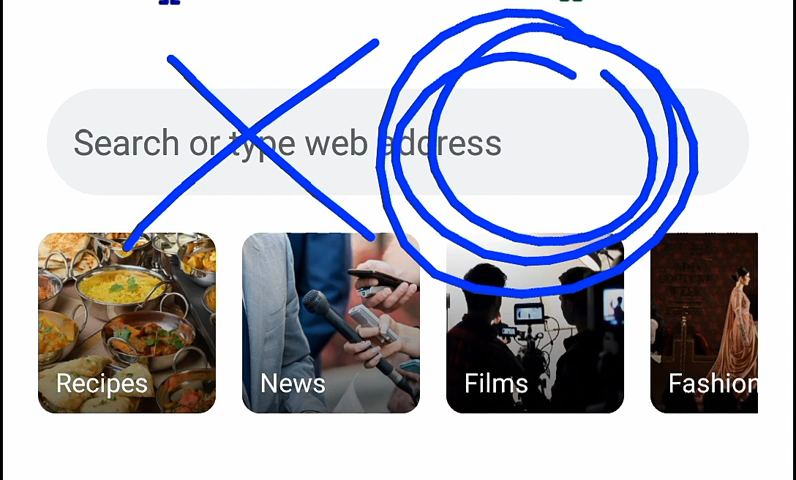 Search or type web address
Recipes
News
Films
Fashion